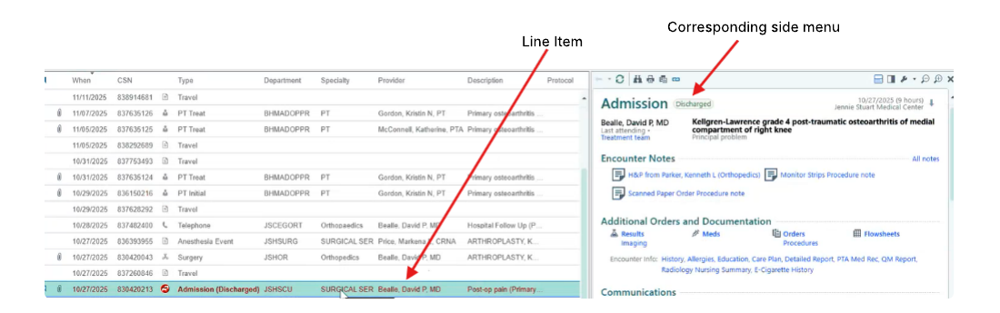 Corresponding side menu
Line Item
When CSN Type Department Specialty Provider Description Protocol
11/11/2025 838914681 Travel
11/07/2025 837635126 PT Treat BHMADOPPR PT Gordon, Kristin N, PT Primary osteoarthritis ...
11/05/2025 837635125 PT Treat BHMADOPPR PT McConnell, Katherine, PTA Primary osteoarthritis ...
11/05/2025 838292689 Travel
10/31/2025 837753493 Travel
10/31/2025 837635124 PT Treat BHMADOPPR PT Gordon, Kristin N, PT Primary osteoarthritis ...
10/29/2025 836150216 PT Initial BHMADOPPR PT Gordon, Kristin N, PT Primary osteoarthritis ...
10/29/2025 837628292 Travel
10/28/2025 837482400 Telephone JSCEGORT Orthopaedics Bealle, David P, MD Hospital Follow Up (P...
10/27/2025 836393955 Anesthesia Event JSHSURG SURGICAL SER Price, Markena, CRNA ARTHROPLASTY, K...
10/27/2025 830420043 Surgery JSHOR Orthopedics Bealle, David P, MD ARTHROPLASTY, K...
10/27/2025 837260846 Travel
10/27/2025 830420213 Admission (Discharged) JSHSCU SURGICAL SER Bealle, David P, MD Post-op pain (Primary...
Admission Discharged 10/27/2025 (9 hours)
Jennie Stuart Medical Center
Bealle, David P, MD Kellgren-Lawrence grade 4 post-traumatic osteoarthritis of medial
Last attending compartment of right knee
Treatment team Principal problem
Encounter Notes All notes
H&P from Parker, Kenneth L (Orthopedics) Monitor Strips Procedure note
Scanned Paper Order Procedure note
Additional Orders and Documentation
Results Meds Orders Flowsheets
Imaging Procedures
Encounter Info: History, Allergies, Education, Care Plan, Detailed Report, PTA Med Rec, QM Report,
Radiology Nursing Summary, E-Cigarette History
Communications